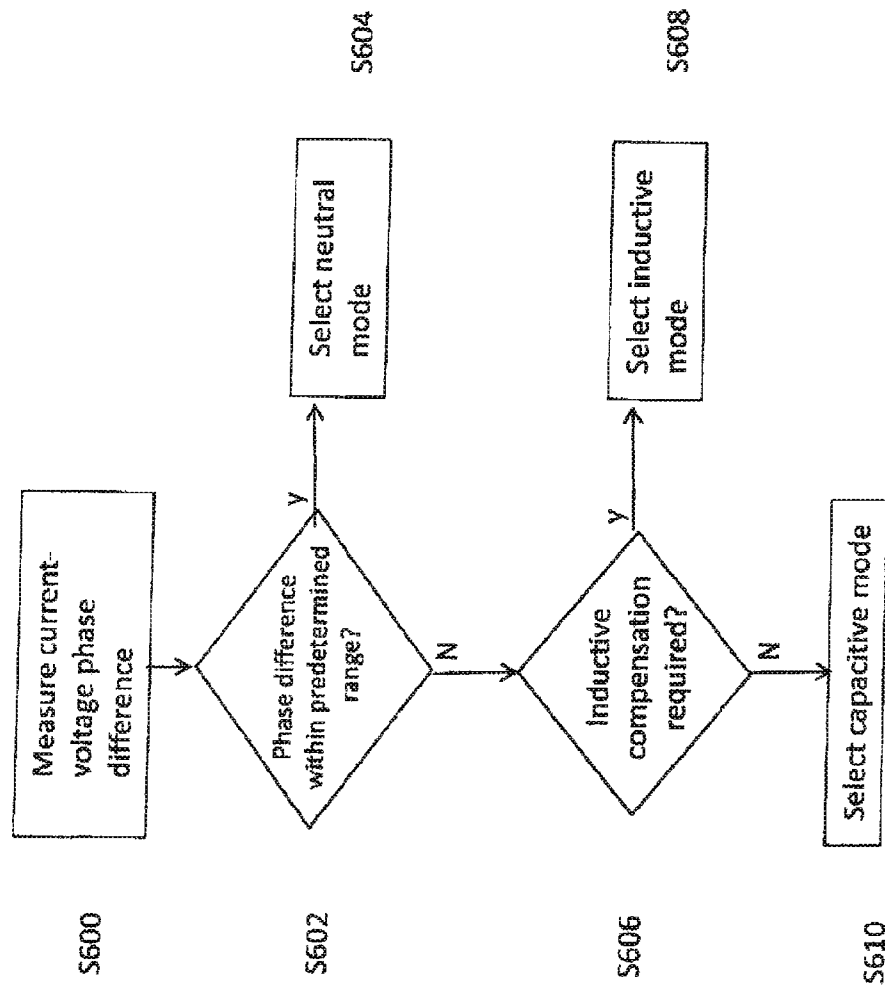 S600
Measure current-
voltage phase
difference
S602
Phase difference
within predetermined
range?
y
Select neutral
mode
S604
N
S606
Inductive
compensation
required?
y
Select inductive
mode
S608
N
S610
Select capacitive mode